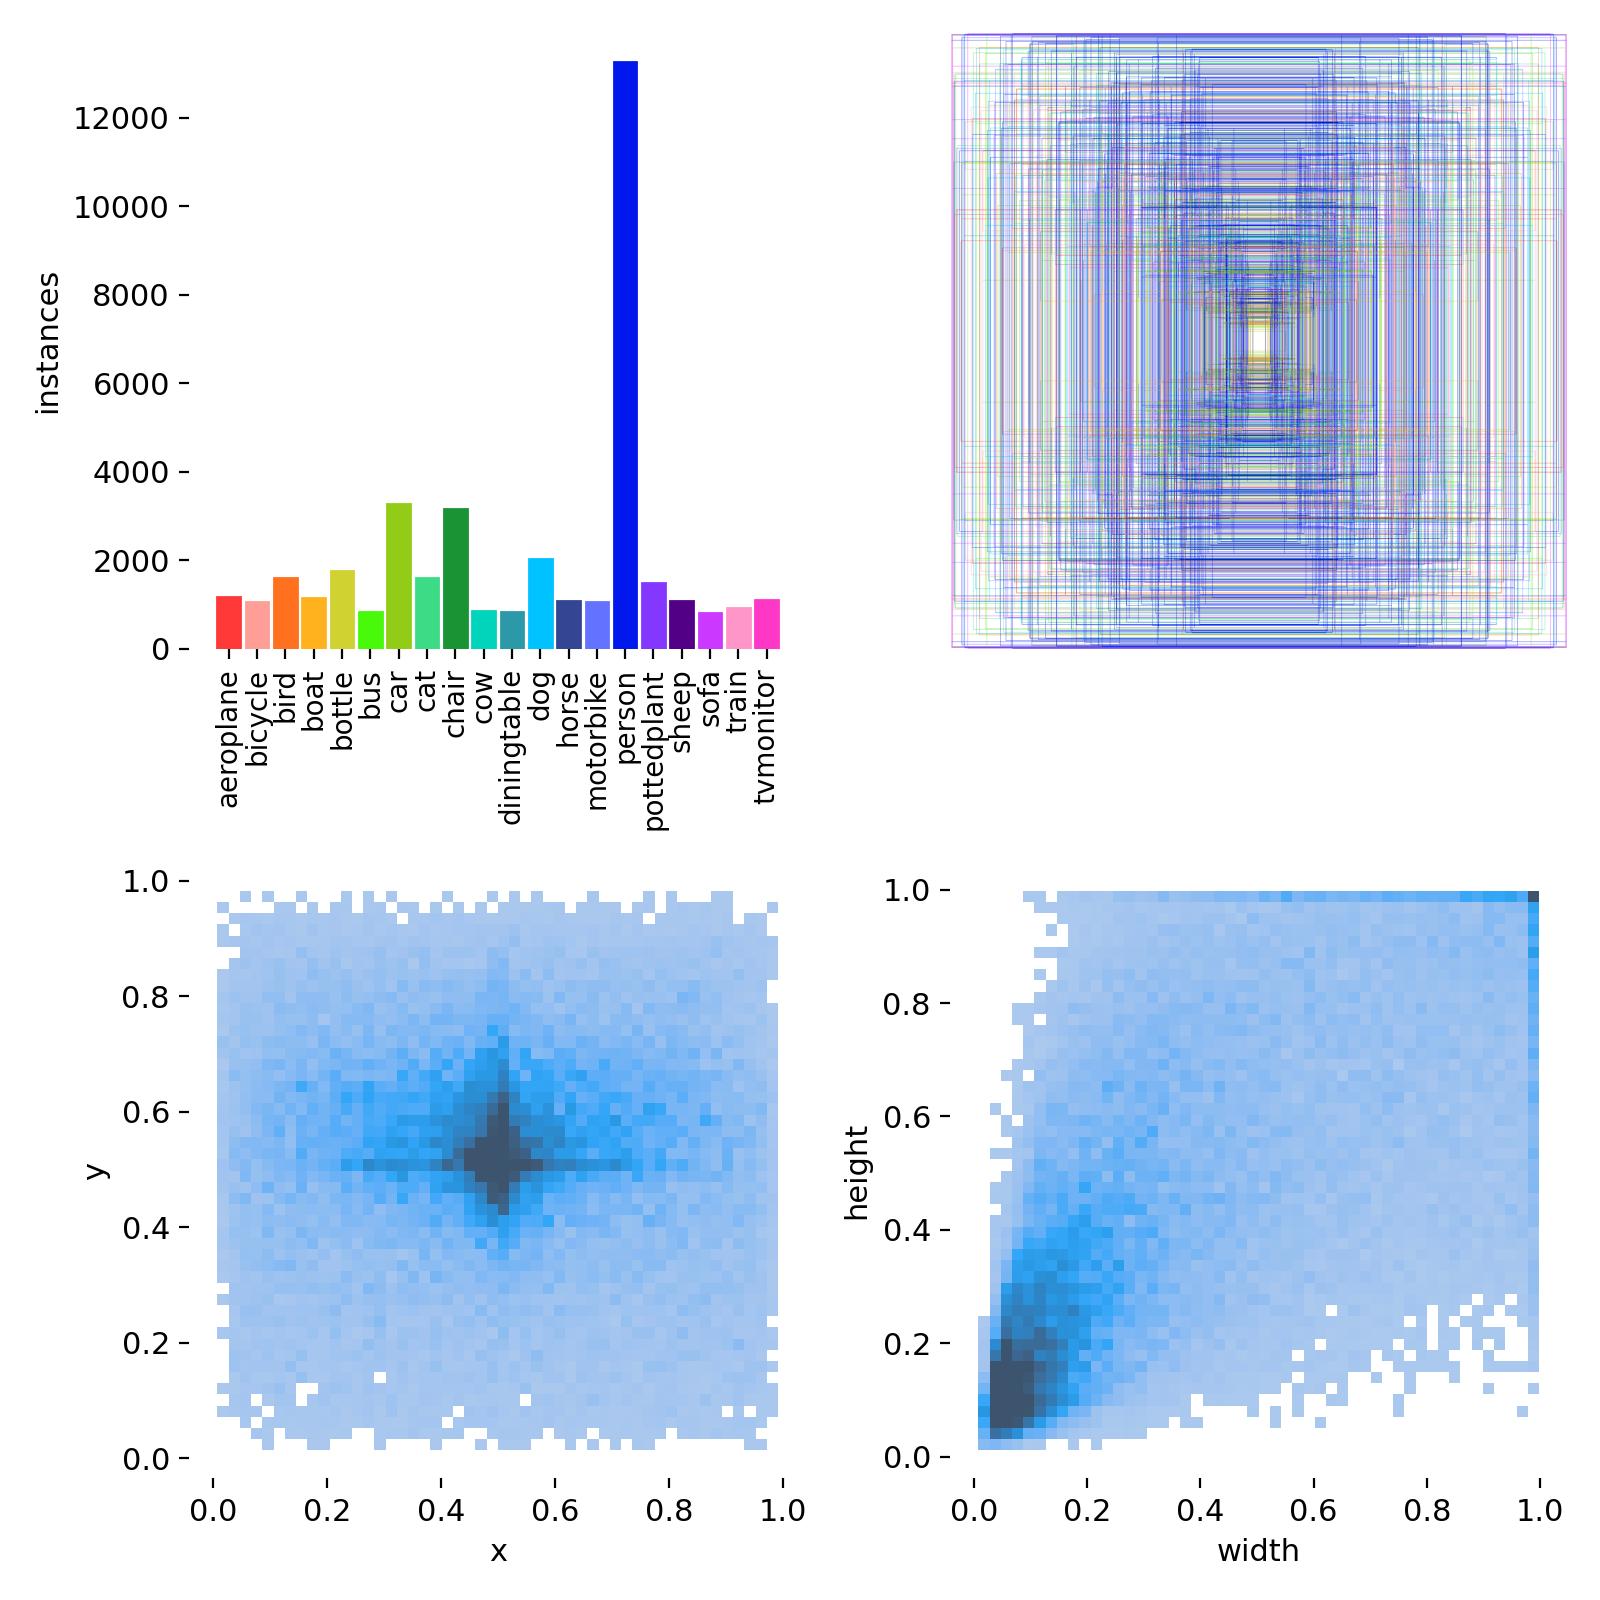 12000
10000
8000
6000
4000
2000
0
instances
aeroplane
bicycle
bird
boat
bottle
bus
car
cat
chair
cow
diningtable
dog
horse
motorbike
person
pottedplant
sheep
sofa
train
tvmonitor
1.0
0.8
0.6
0.4
0.2
0.0
y
0.0 0.2 0.4 0.6 0.8 1.0
x
1.0
0.8
0.6
0.4
0.2
0.0
height
0.0 0.2 0.4 0.6 0.8 1.0
width